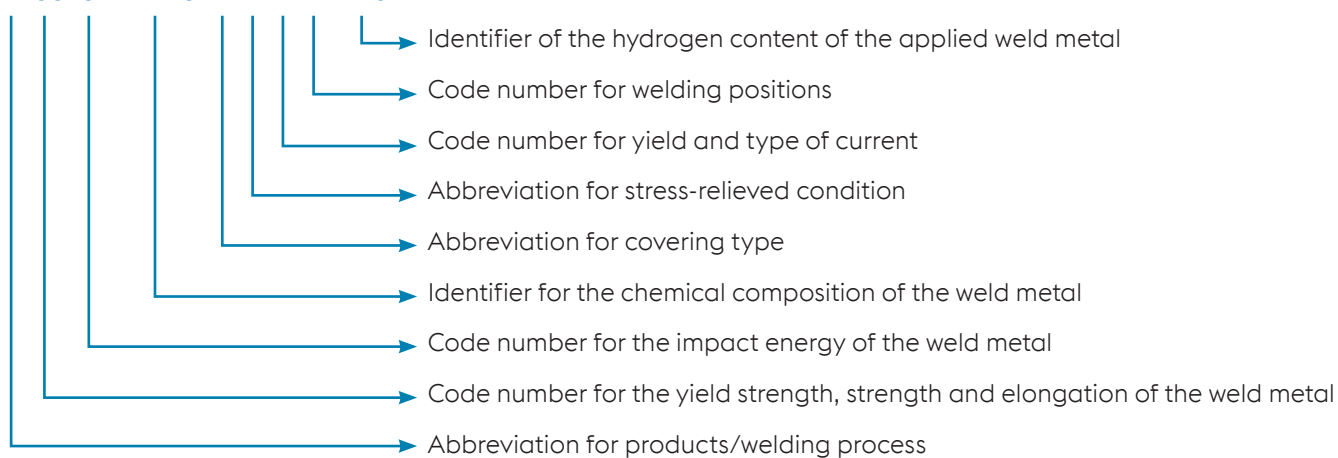 Identifier of the hydrogen content of the applied weld metal
Code number for welding positions
Code number for yield and type of current
Abbreviation for stress-relieved condition
Abbreviation for covering type
Identifier for the chemical composition of the weld metal
Code number for the impact energy of the weld metal
Code number for the yield strength, strength and elongation of the weld metal
Abbreviation for products/welding process